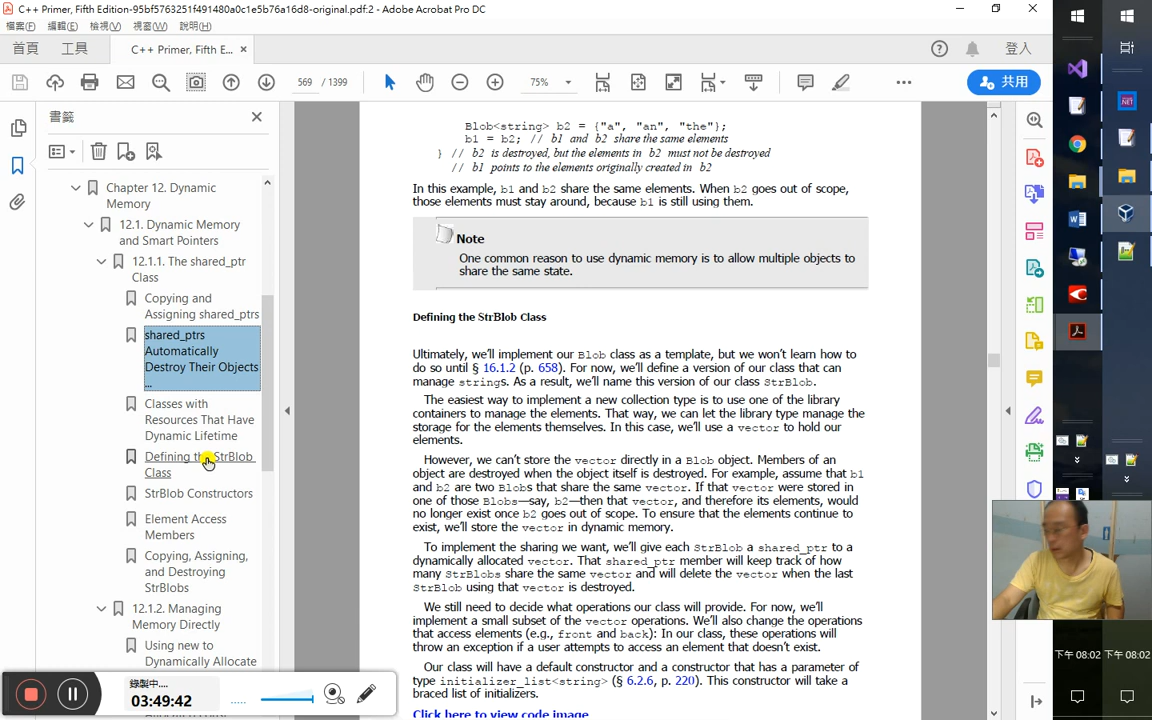 C++ Primer, Fifth Edition-95bf5763251f491480a0c1e5b76a16d8-original.pdf:2 - Adobe Acrobat Pro DC
檔案(F) 編輯(E) 檢視(V) 視窗(W) 說明(H)
首頁 工具 C++ Primer, Fifth E... × 登入
569 / 1399 75% 共用
書籤
Chapter 12. Dynamic
Memory
12.1. Dynamic Memory
and Smart Pointers
12.1.1. The shared_ptr
Class
Copying and
Assigning shared_ptrs
shared_ptrs
Automatically
Destroy Their Objects
...
Classes with
Resources That Have
Dynamic Lifetime
Defining the StrBlob
Class
StrBlob Constructors
Element Access
Members
Copying, Assigning,
and Destroying
StrBlobs
12.1.2. Managing
Memory Directly
Using new to
Dynamically Allocate
Blob<string> b2 = {"a", "an", "the"};
b1 = b2; // b1 and b2 share the same elements
} // b2 is destroyed, but the elements in b2 must not be destroyed
// b1 points to the elements originally created in b2
In this example, b1 and b2 share the same elements. When b2 goes out of scope,
those elements must stay around, because b1 is still using them.
Note
One common reason to use dynamic memory is to allow multiple objects to
share the same state.
Defining the StrBlob Class
Ultimately, we'll implement our Blob class as a template, but we won't learn how to
do so until § 16.1.2 (p. 658). For now, we'll define a version of our class that can
manage strings. As a result, we'll name this version of our class StrBlob.
The easiest way to implement a new collection type is to use one of the library
containers to manage the elements. That way, we can let the library type manage the
storage for the elements themselves. In this case, we'll use a vector to hold our
elements.
However, we can't store the vector directly in a Blob object. Members of an
object are destroyed when the object itself is destroyed. For example, assume that b1
and b2 are two Blobs that share the same vector. If that vector were stored in
one of those Blobs—say, b2—then that vector, and therefore its elements, would
no longer exist once b2 goes out of scope. To ensure that the elements continue to
exist, we'll store the vector in dynamic memory.
To implement the sharing we want, we'll give each StrBlob a shared_ptr to a
dynamically allocated vector. That shared_ptr member will keep track of how
many StrBlobs share the same vector and will delete the vector when the last
StrBlob using that vector is destroyed.
We still need to decide what operations our class will provide. For now, we'll
implement a small subset of the vector operations. We'll also change the operations
that access elements (e.g., front and back): In our class, these operations will
throw an exception if a user attempts to access an element that doesn't exist.
Our class will have a default constructor and a constructor that has a parameter of
type initializer_list<string> (§ 6.2.6, p. 220). This constructor will take a
braced list of initializers.
Click here to view code image
錄製中....
03:49:42
下午 08:02 下午 08:02